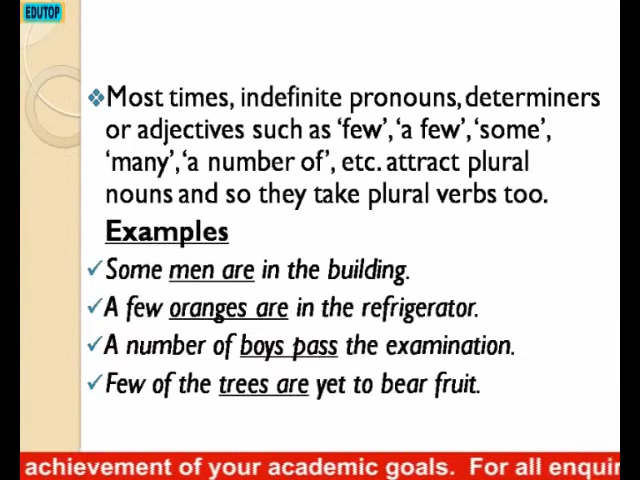 EDUTOP
Most times, indefinite pronouns, determiners
or adjectives such as ‘few’, ‘a few’, ‘some’,
‘many’, ‘a number of’, etc. attract plural
nouns and so they take plural verbs too.
Examples
Some men are in the building.
A few oranges are in the refrigerator.
A number of boys pass the examination.
Few of the trees are yet to bear fruit.
achievement of your academic goals. For all enquir